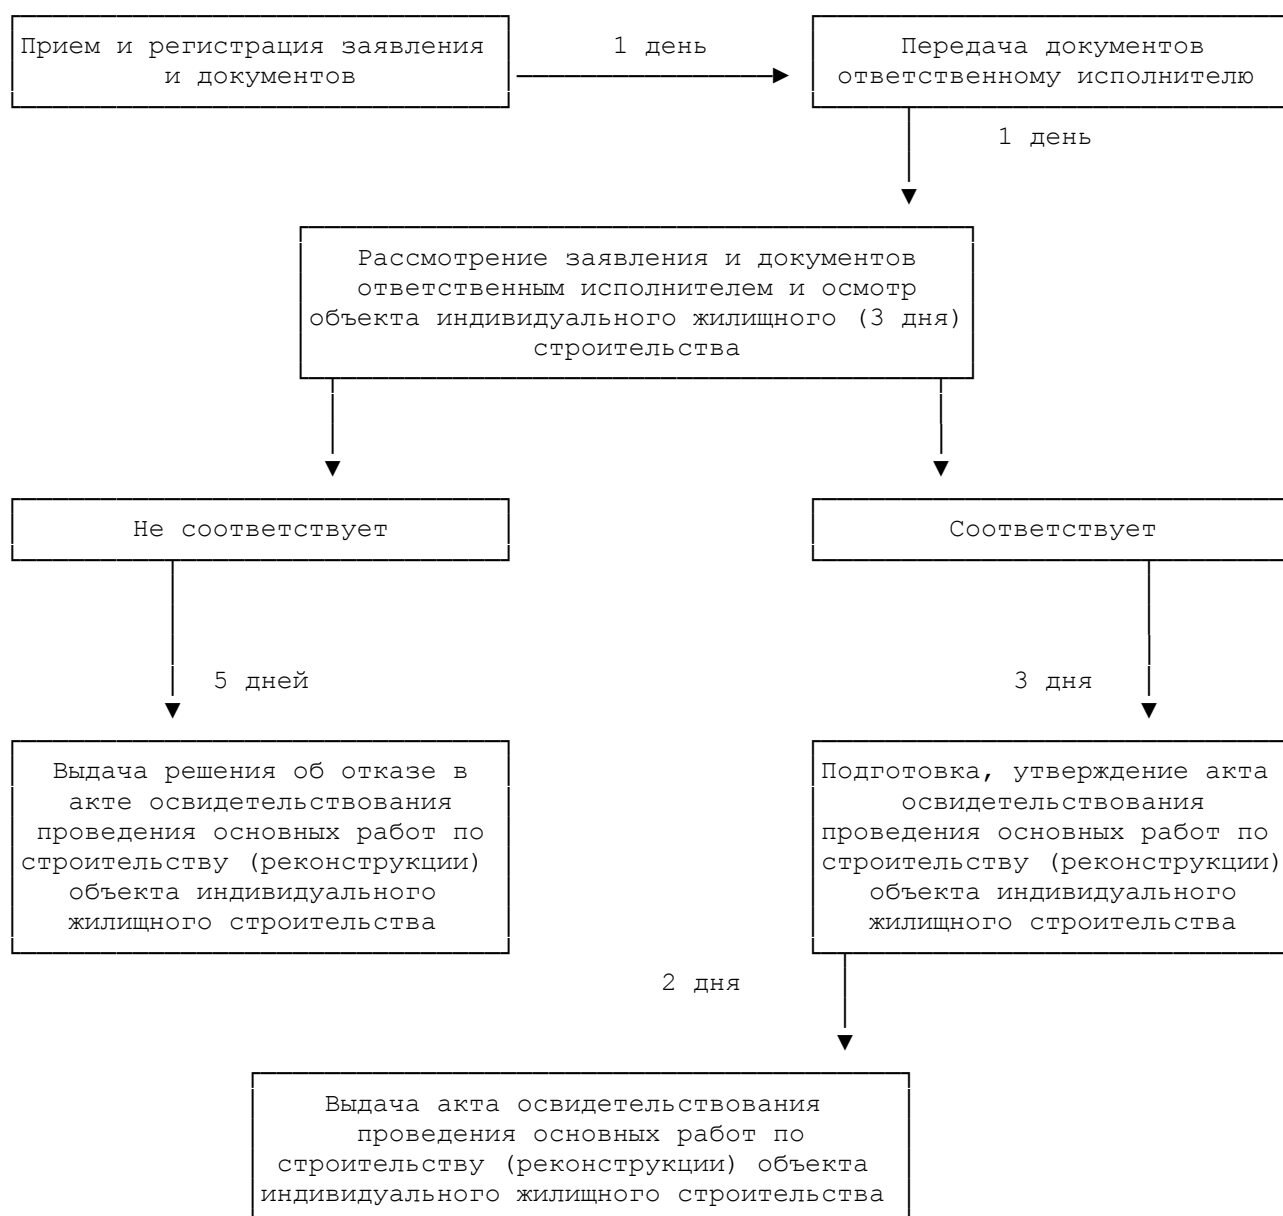 Прием и регистрация заявления
и документов
1 день
Передача документов
ответственному исполнителю
1 день
Рассмотрение заявления и документов
ответственным исполнителем и осмотр
объекта индивидуального жилищного (3 дня)
строительства
Не соответствует
Соответствует
5 дней
3 дня
Выдача решения об отказе в
акте освидетельствования
проведения основных работ по
строительству (реконструкции)
объекта индивидуального
жилищного строительства
Подготовка, утверждение акта
освидетельствования
проведения основных работ по
строительству (реконструкции)
объекта индивидуального
жилищного строительства
2 дня
Выдача акта освидетельствования
проведения основных работ по
строительству (реконструкции) объекта
индивидуального жилищного строительства